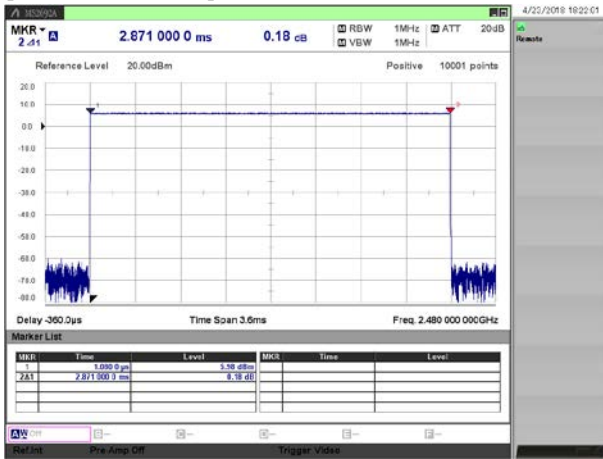 MS2692A
4/23/2018 18:22:01
MKR
2 Δ1
A
2.871 000 0 ms
0.18 dB
M RBW 1MHz
M ATT 20dB
M VBW 1MHz
Remote
Reference Level 20.00dBm
Positive 10001 points
20.0
10.0
0.0
-10.0
-20.0
-30.0
-40.0
-50.0
-60.0
-70.0
-80.0
1
2
Delay -360.0µs
Time Span 3.6ms
Freq. 2.480 000 000GHz
Marker List
MKR Time Level MKR Time Level
1 1.080 0 µs 5.50 dBm
2Δ1 2.871 000 0 ms 0.18 dB
AW Off
Ref.Int Pre-Amp Off Trigger Video